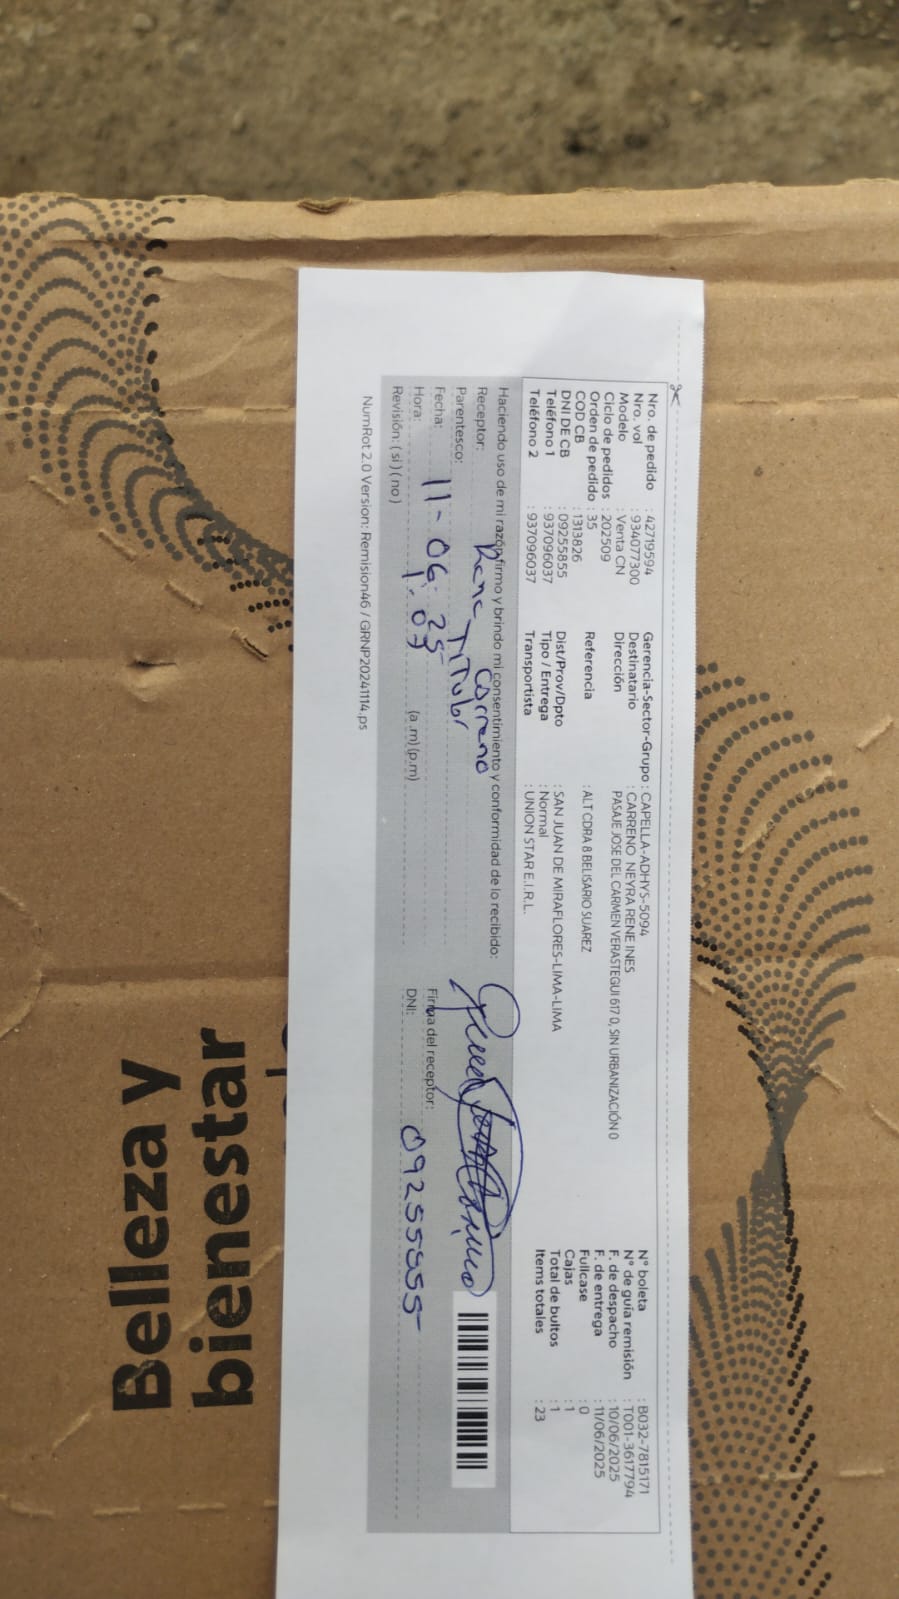 Nro. de pedido : 42719594
Nro. vol : 934077300
Modelo : Venta CN
Ciclo de pedidos : 202509
Orden de pedido : 35
COD CB : 1313826
DNI DE CB : 09255855
Teléfono 1 : 937096037
Teléfono 2 : 937096037
Gerencia-Sector-Grupo : CAPELLA-ADHYS-5094
Destinatario : CARREÑO NEYRA RENE INES
Dirección : PASAJE JOSE DEL CARMEN VERASTEGUI 617 0, SIN URBANIZACIÓN 0
Referencia : ALT CDRA 8 BELISARIO SUAREZ
Dist/Prov/Dpto : SAN JUAN DE MIRAFLORES-LIMA-LIMA
Tipo / Entrega : Normal
Transportista : UNION STAR E.I.R.L.
N° boleta : B032-7815171
N° de guía remisión : T001-3617794
F. de despacho : 10/06/2025
F. de entrega : 11/06/2025
Fullcase : 0
Cajas : 1
Total de bultos : 1
Items totales : 23
Haciendo uso de mi razón firmo y brindo mi consentimiento y conformidad de lo recibido:
Receptor: Rene Carreño
Parentesco: Titular
Fecha: 11-06-25
Hora: 1:07 (a.m) (p.m)
Revisión: ( si ) ( no )
Firma del receptor:
DNI: 09255855
NumRot 2.0 Version: Remision46 / GRNP20241114.ps
Belleza y
bienestar